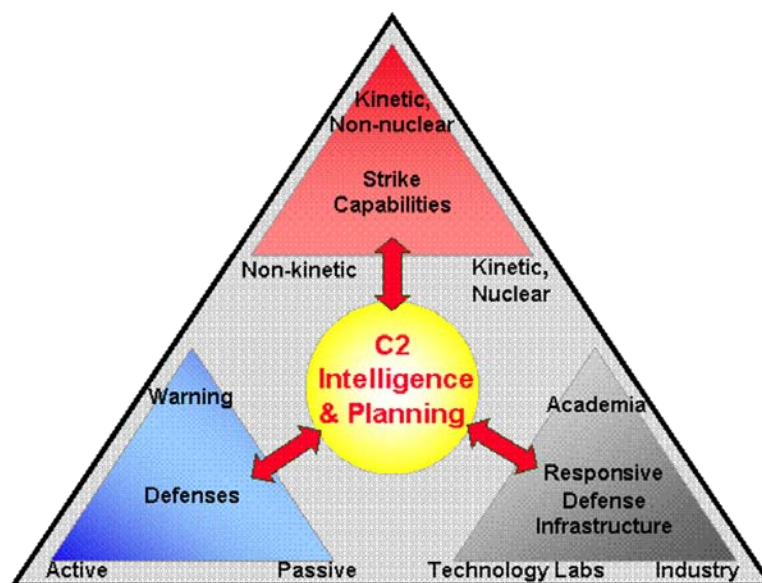 Kinetic,
Non-nuclear
Strike
Capabilities
Non-kinetic
Kinetic,
Nuclear
C2
Intelligence
& Planning
Warning
Defenses
Active
Passive
Academia
Responsive
Defense
Infrastructure
Technology Labs
Industry